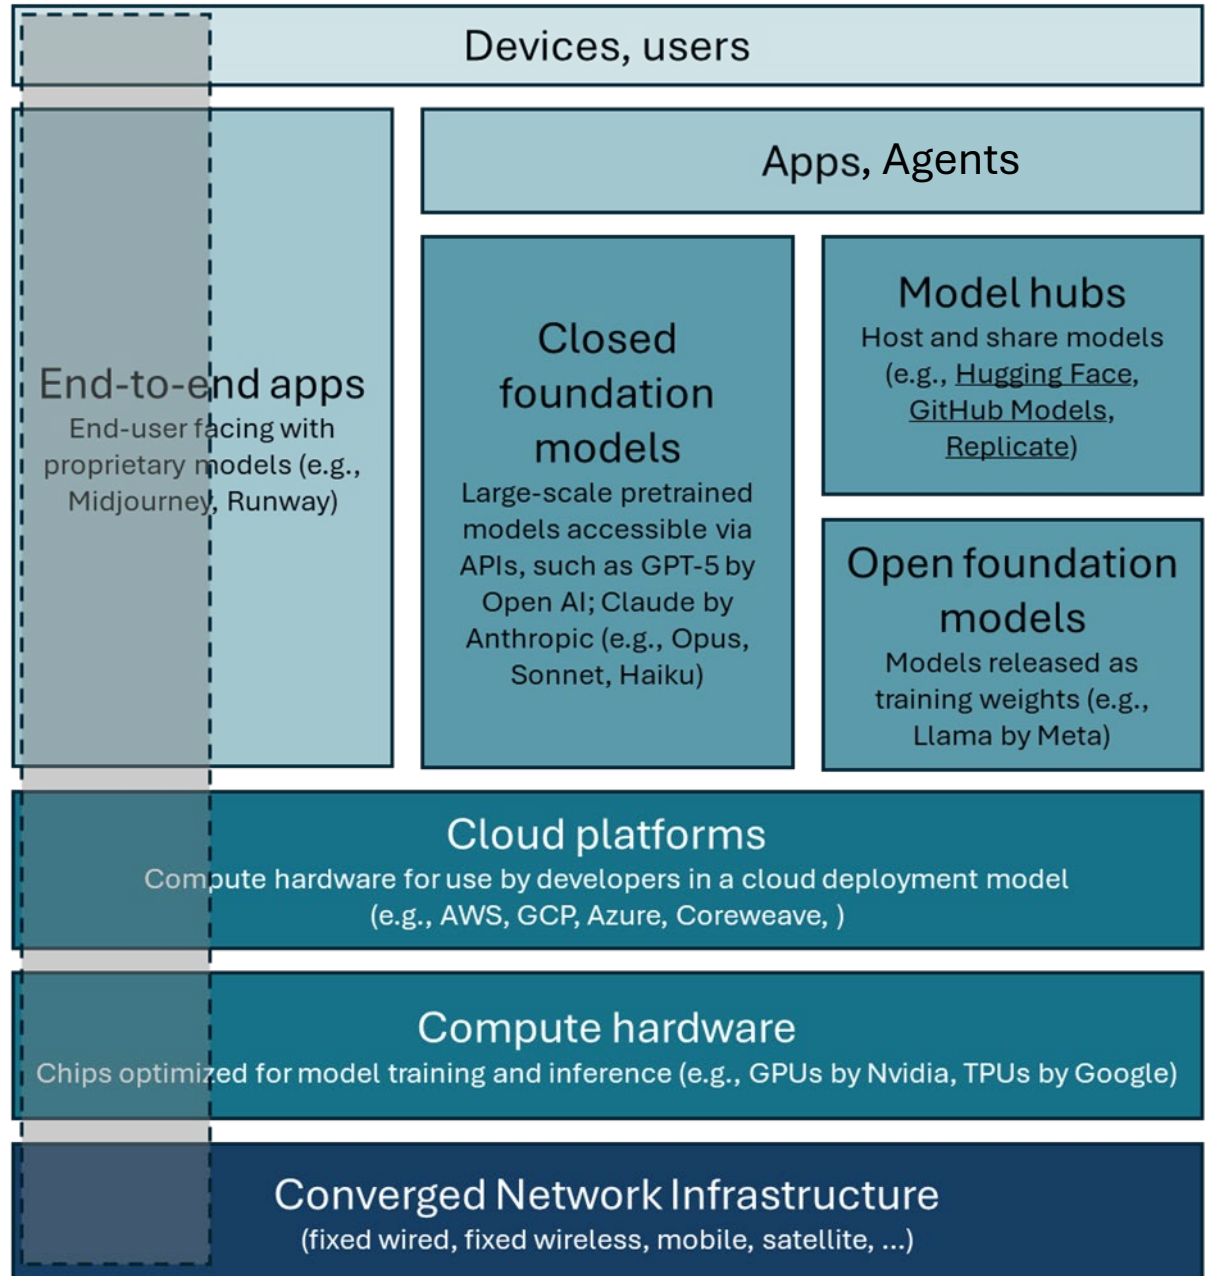 Devices, users
Apps, Agents
End-to-end apps
End-user facing with
proprietary models (e.g.,
Midjourney, Runway)
Closed
foundation
models
Large-scale pretrained
models accessible via
APIs, such as GPT-5 by
Open AI; Claude by
Anthropic (e.g., Opus,
Sonnet, Haiku)
Model hubs
Host and share models
(e.g., Hugging Face,
GitHub Models,
Replicate)
Open foundation
models
Models released as
training weights (e.g.,
Llama by Meta)
Cloud platforms
Compute hardware for use by developers in a cloud deployment model
(e.g., AWS, GCP, Azure, Coreweave, )
Compute hardware
Chips optimized for model training and inference (e.g., GPUs by Nvidia, TPUs by Google)
Converged Network Infrastructure
(fixed wired, fixed wireless, mobile, satellite, ...)